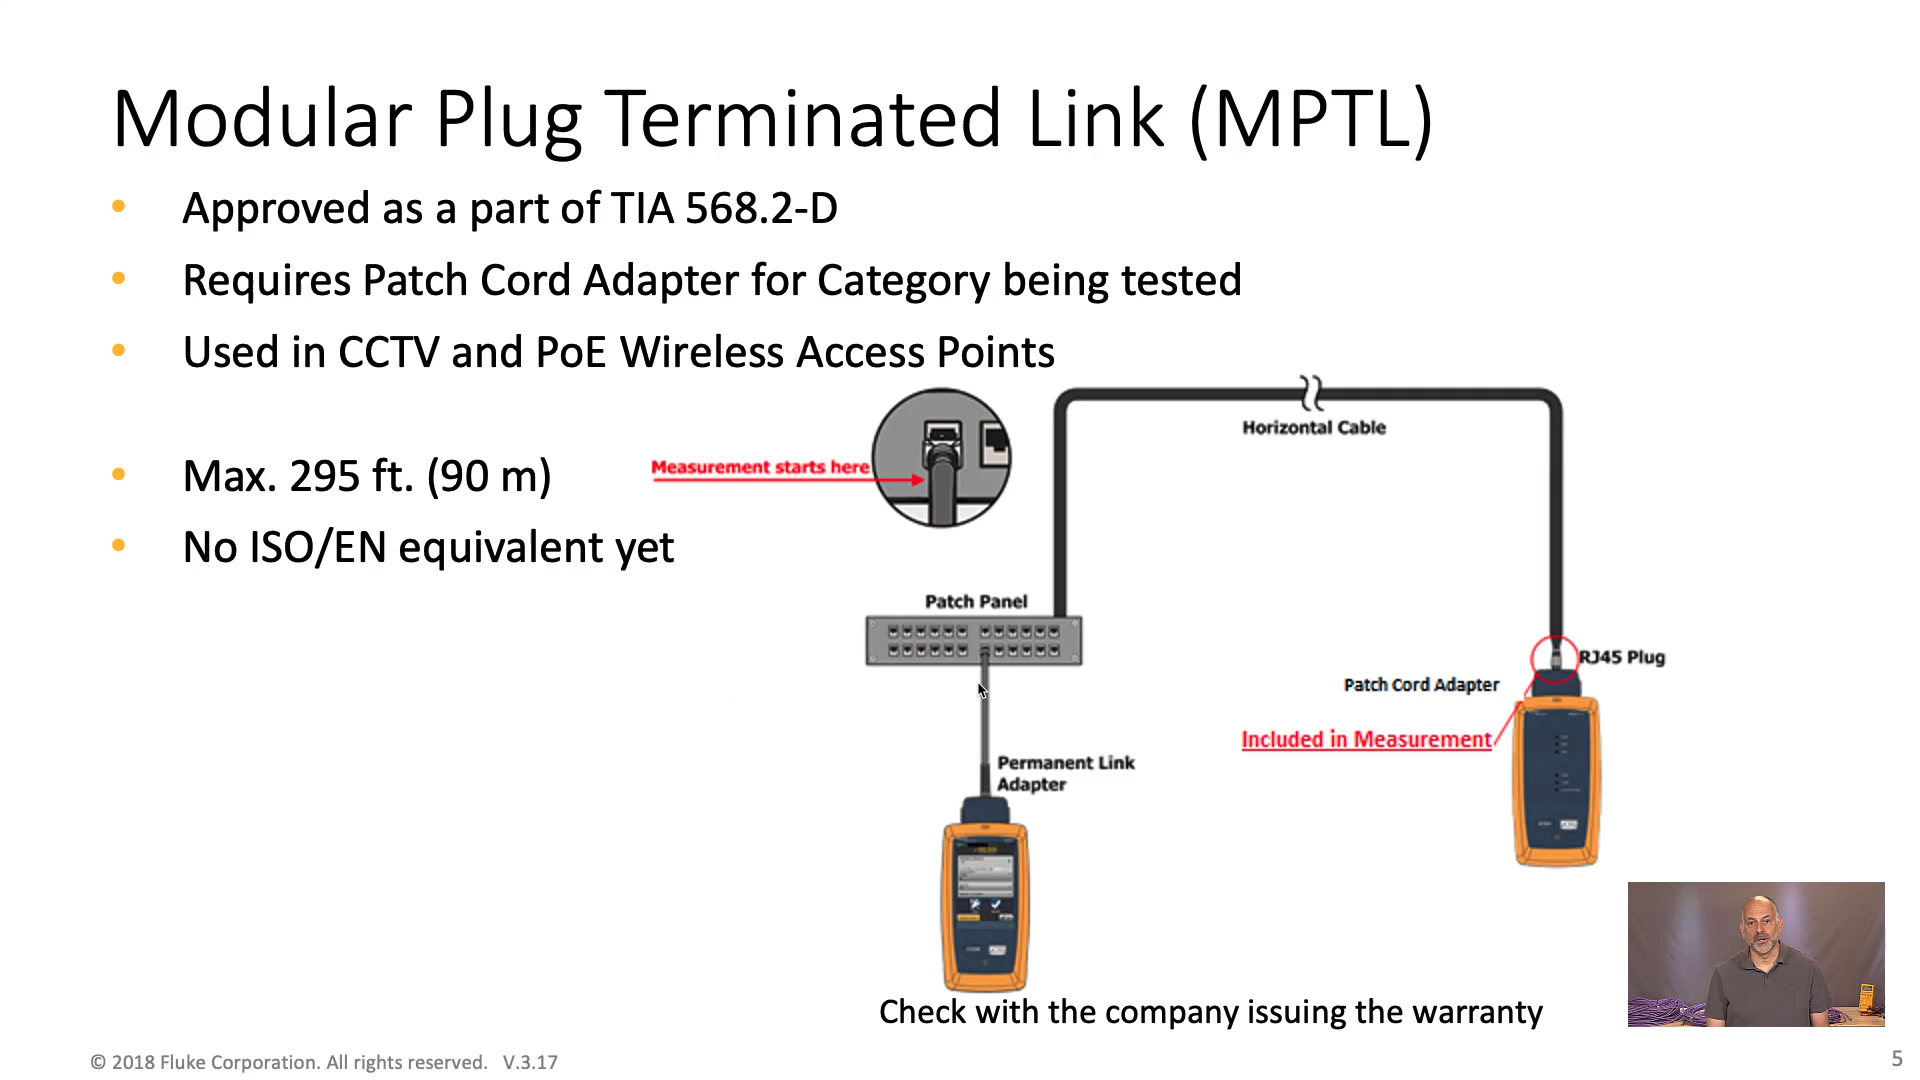 Modular Plug Terminated Link (MPTL)
• Approved as a part of TIA 568.2-D
• Requires Patch Cord Adapter for Category being tested
• Used in CCTV and PoE Wireless Access Points
• Max. 295 ft. (90 m)
• No ISO/EN equivalent yet
Measurement starts here
Horizontal Cable
Patch Panel
RJ45 Plug
Patch Cord Adapter
Included in Measurement
Permanent Link
Adapter
Check with the company issuing the warranty
© 2018 Fluke Corporation. All rights reserved. V.3.17
5